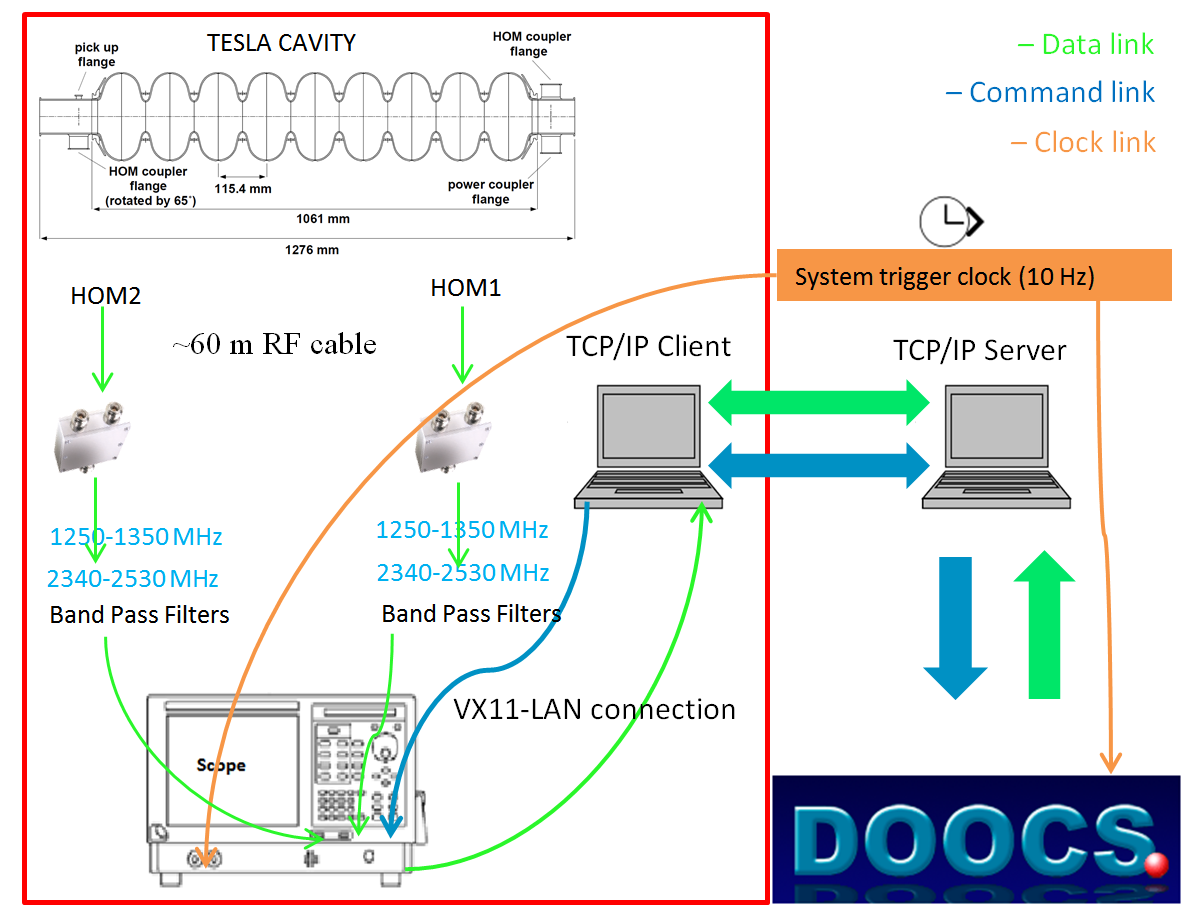 TESLA CAVITY
pick up
flange
HOM coupler
flange
HOM coupler
flange
(rotated by 65°)
115.4 mm
power coupler
flange
1061 mm
1276 mm
– Data link
– Command link
– Clock link
System trigger clock (10 Hz)
HOM2
HOM1
~60 m RF cable
TCP/IP Client
TCP/IP Server
1250-1350 MHz
2340-2530 MHz
Band Pass Filters
1250-1350 MHz
2340-2530 MHz
Band Pass Filters
VX11-LAN connection
Scope
DOOCS